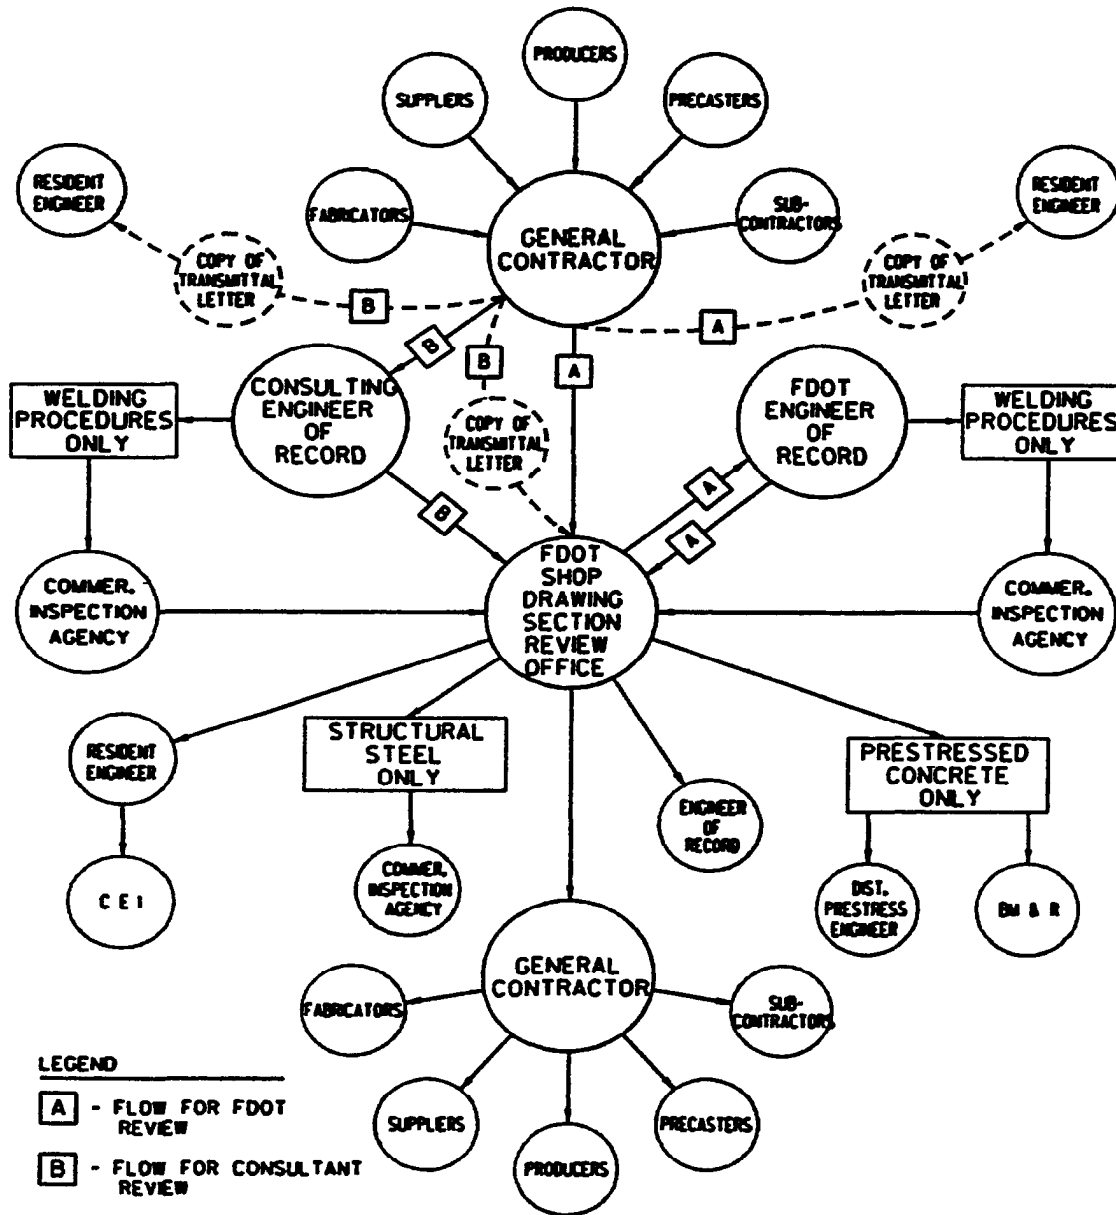 PRODUCERS
SUPPLIERS
PRECASTERS
RESIDENT
ENGINEER
RESIDENT
ENGINEER
FABRICATORS
SUB-
CONTRACTORS
GENERAL
CONTRACTOR
COPY OF
TRANSMITTAL
LETTER
COPY OF
TRANSMITTAL
LETTER
B
A
B
B
A
WELDING
PROCEDURES
ONLY
CONSULTING
ENGINEER
OF
RECORD
COPY OF
TRANSMITTAL
LETTER
FDOT
ENGINEER
OF
RECORD
WELDING
PROCEDURES
ONLY
B
A
A
COMMER.
INSPECTION
AGENCY
FDOT
SHOP
DRAWING
SECTION
REVIEW
OFFICE
COMMER.
INSPECTION
AGENCY
RESIDENT
ENGINEER
STRUCTURAL
STEEL
ONLY
ENGINEER
OF
RECORD
PRESTRESSED
CONCRETE
ONLY
C E I
COMMER.
INSPECTION
AGENCY
DIST.
PRESTRESS
ENGINEER
BM & R
GENERAL
CONTRACTOR
FABRICATORS
SUB-
CONTRACTORS
SUPPLIERS
PRODUCERS
PRECASTERS
LEGEND
A - FLOW FOR FDOT
REVIEW
B - FLOW FOR CONSULTANT
REVIEW